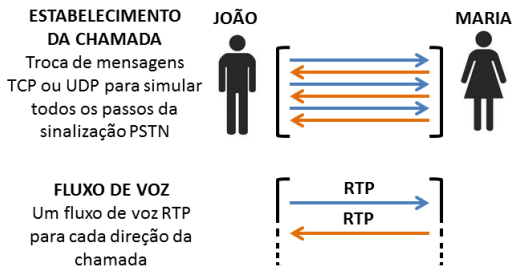 ESTABELECIMENTO
DA CHAMADA
Troca de mensagens
TCP ou UDP para simular
todos os passos da
sinalização PSTN
JOÃO
MARIA
FLUXO DE VOZ
Um fluxo de voz RTP
para cada direção da
chamada
RTP
RTP